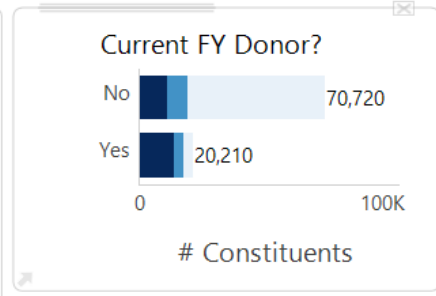 Current FY Donor?
No 70,720
Yes 20,210
0 100K
# Constituents